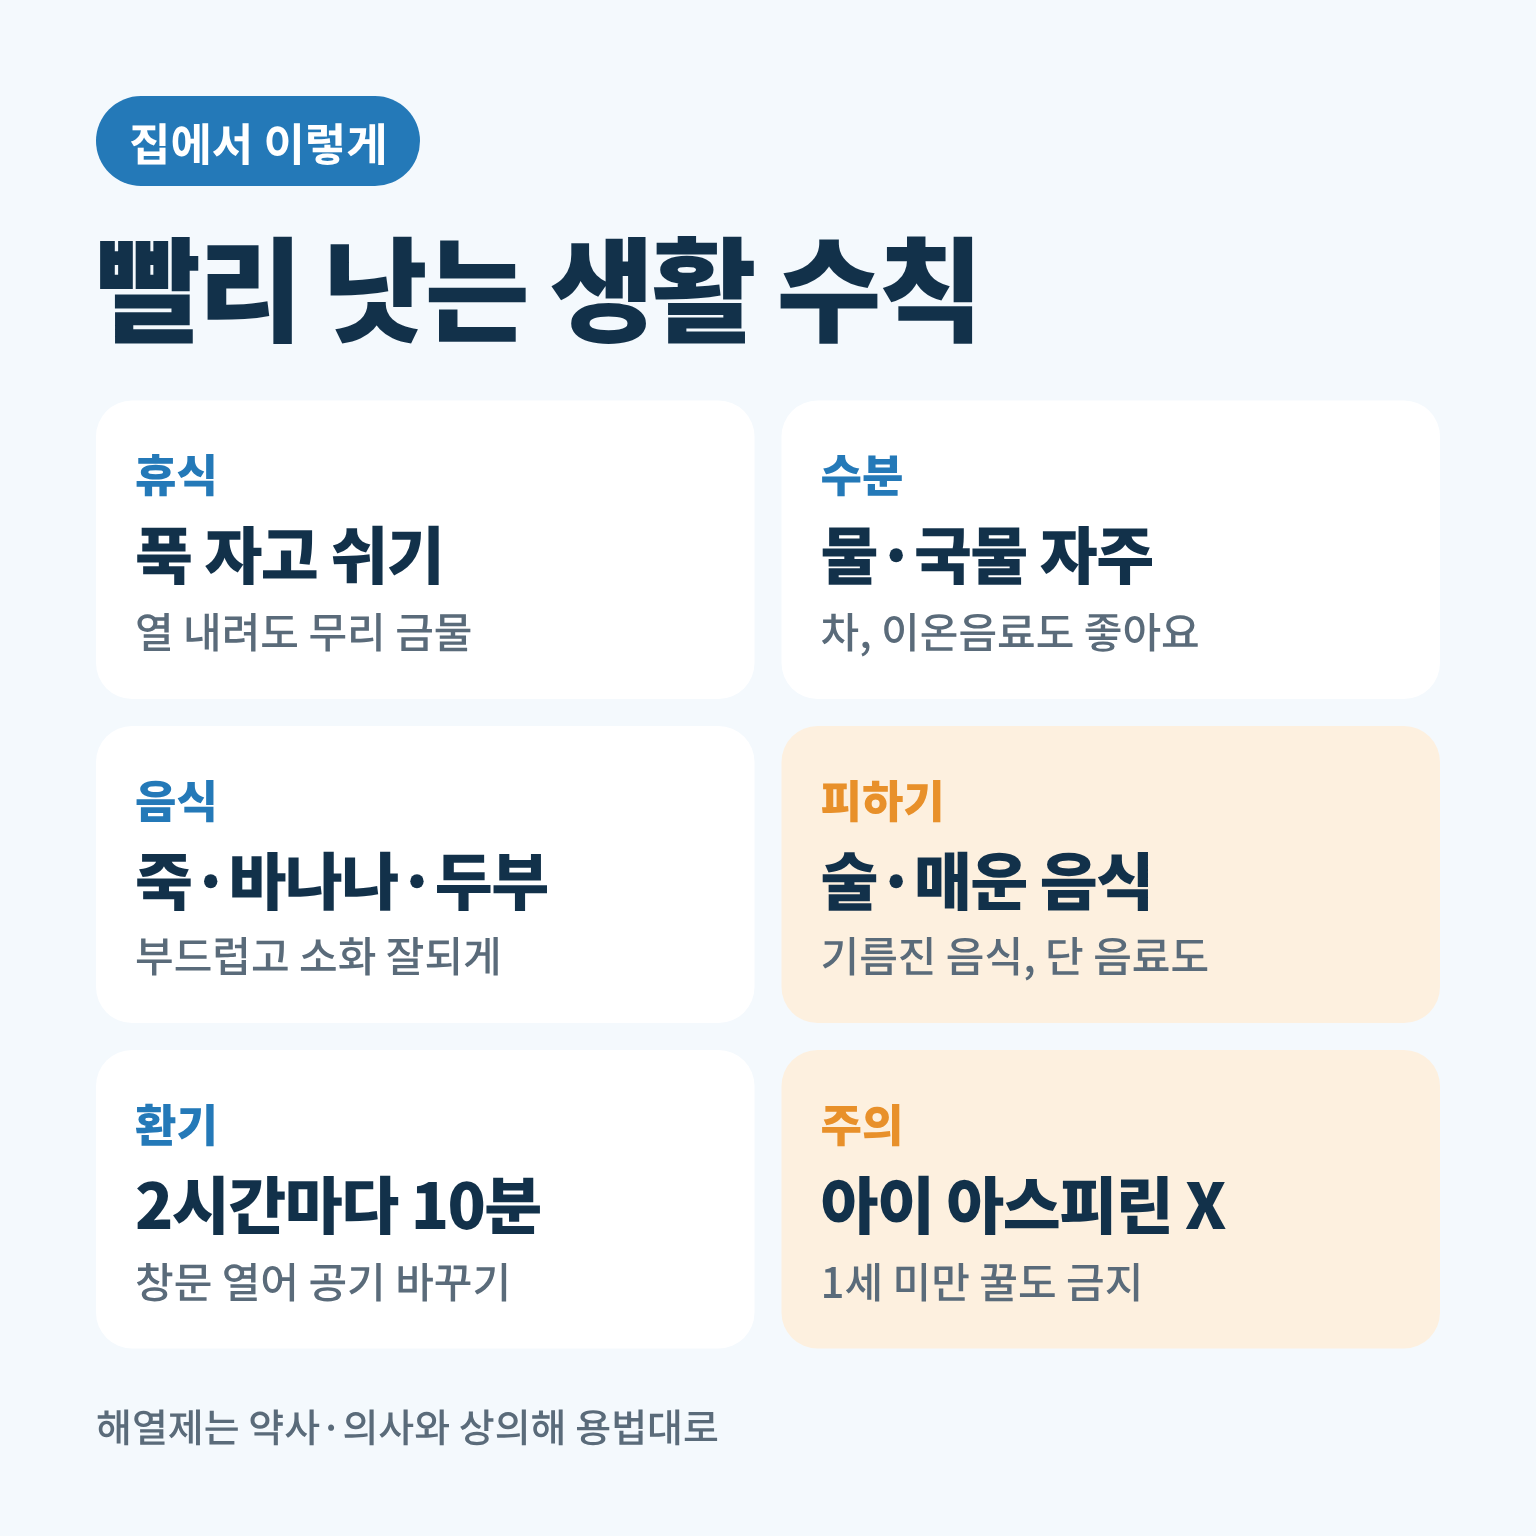 집에서 이렇게
빨리 낫는 생활 수칙
휴식
푹 자고 쉬기
열 내려도 무리 금물
수분
물·국물 자주
차, 이온음료도 좋아요
음식
죽·바나나·두부
부드럽고 소화 잘되게
피하기
술·매운 음식
기름진 음식, 단 음료도
환기
2시간마다 10분
창문 열어 공기 바꾸기
주의
아이 아스피린 X
1세 미만 꿀도 금지
해열제는 약사·의사와 상의해 용법대로